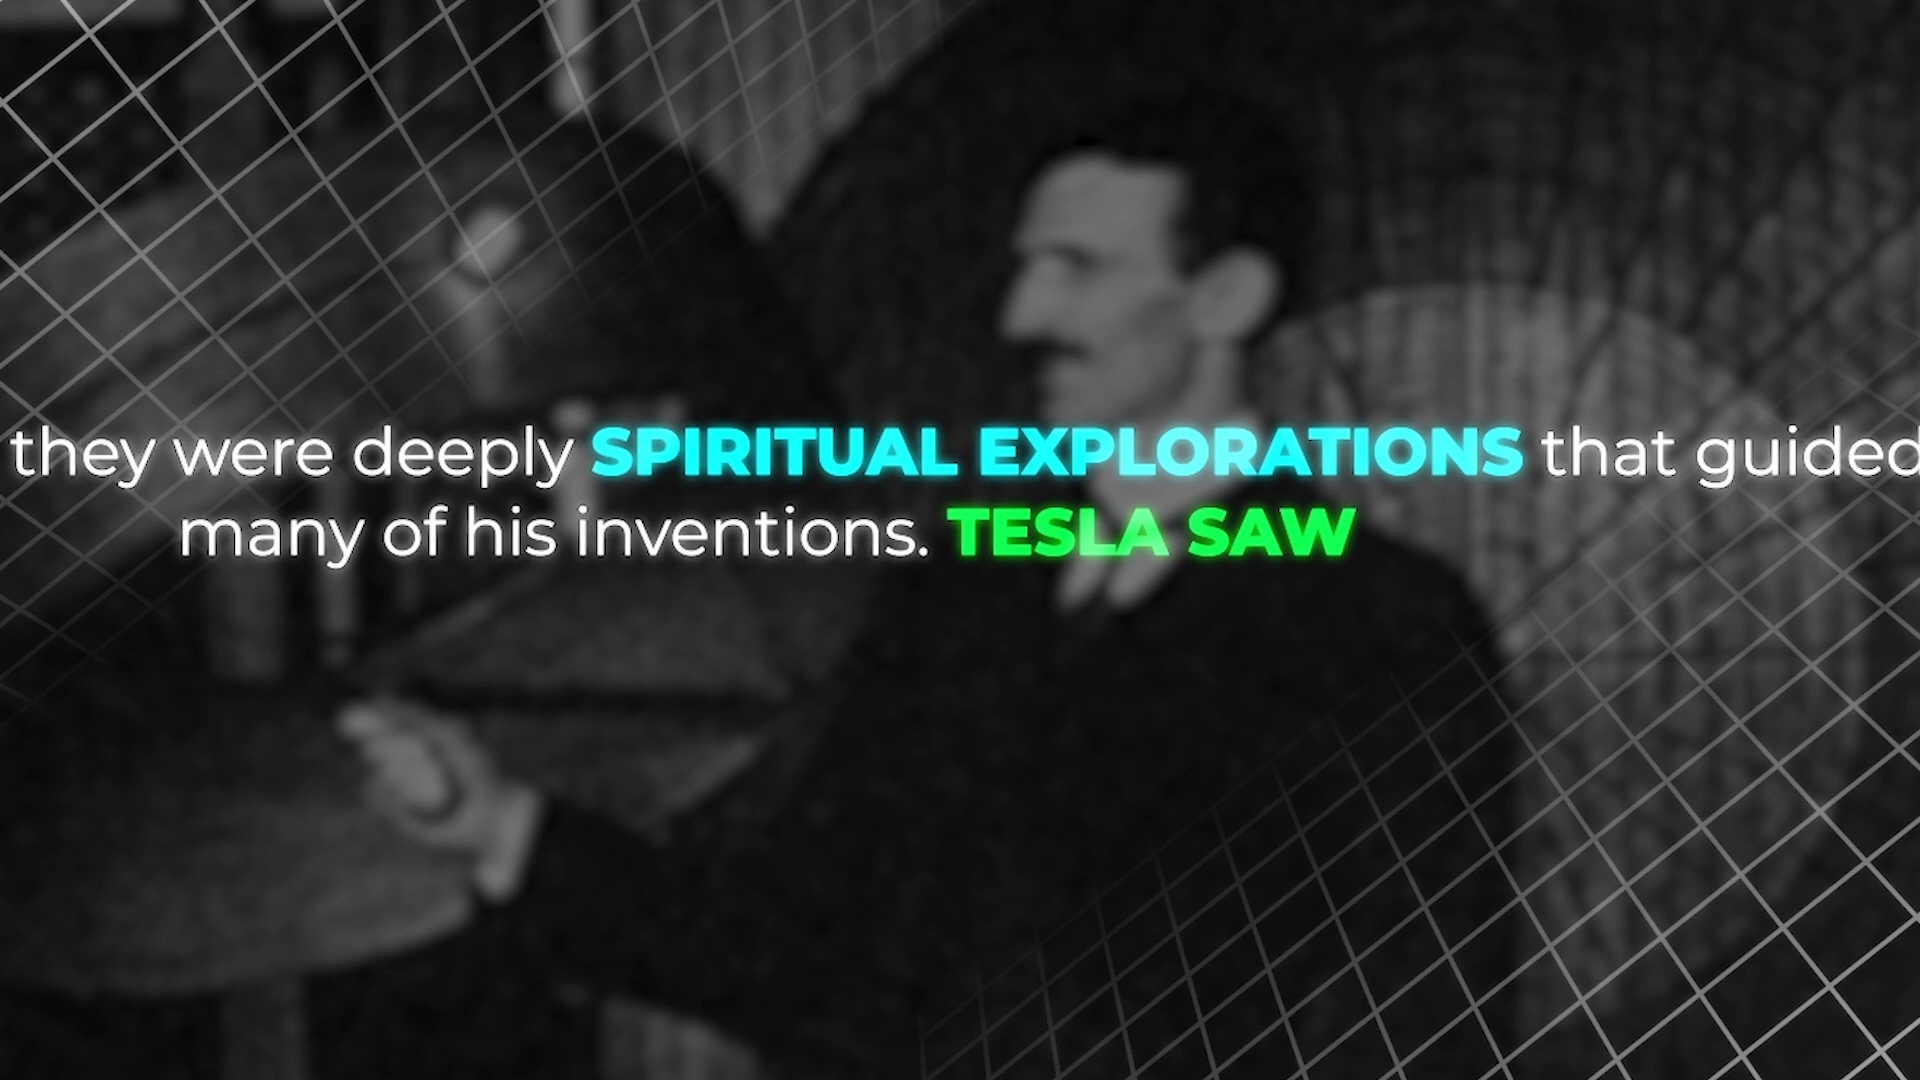 they were deeply SPIRITUAL EXPLORATIONS that guided
many of his inventions. TESLA SAW